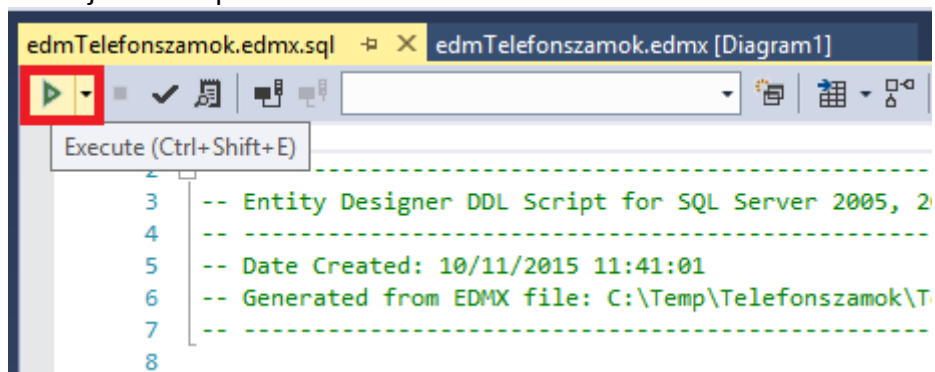 edmTelefonszamok.edmx.sql edmTelefonszamok.edmx [Diagram1]
Execute (Ctrl+Shift+E)
2 -- --------------------------------------------
3 -- Entity Designer DDL Script for SQL Server 2005, 2
4 -- --------------------------------------------
5 -- Date Created: 10/11/2015 11:41:01
6 -- Generated from EDMX file: C:\Temp\Telefonszamok\T
7 -- --------------------------------------------
8